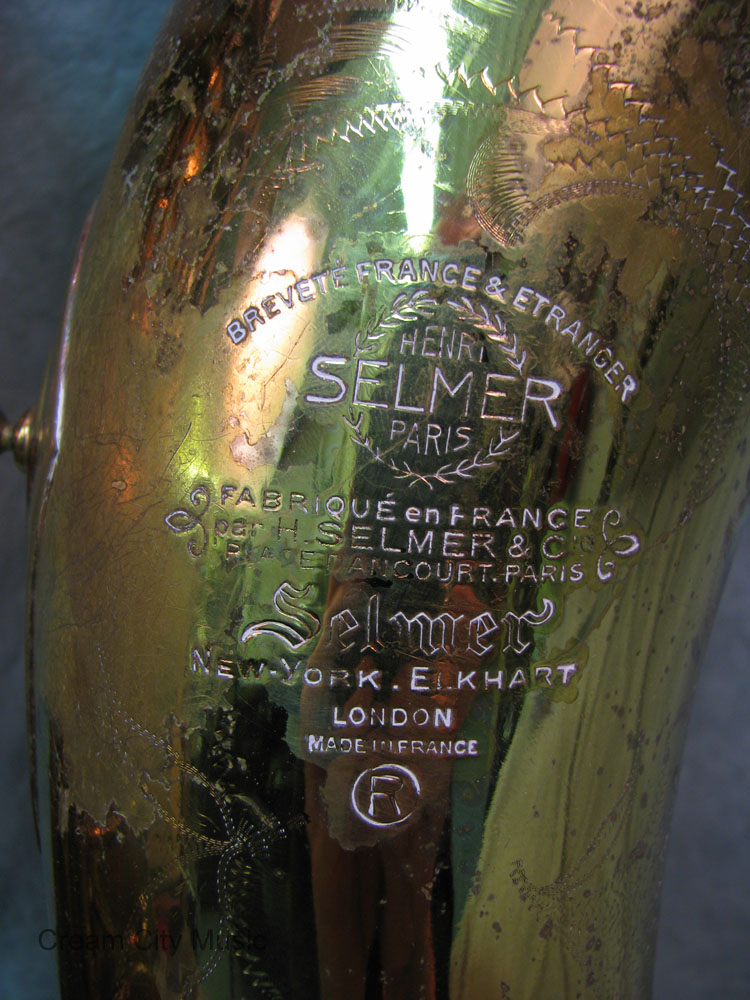 BREVETÉ FRANCE & ETRANGER
HENRI
SELMER
PARIS
FABRIQUÉ en FRANCE
par H. SELMER & Cie
PLACE DANCOURT. PARIS
Selmer
NEW-YORK. ELKHART
LONDON
MADE IN FRANCE
R
Cream City Music